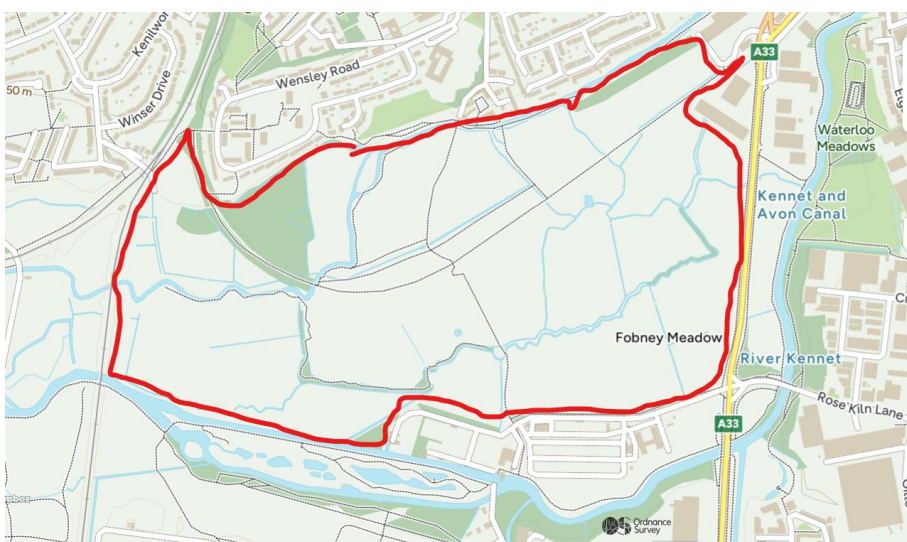 Kenilwo
Wensley Road
Winser Drive
50 m
A33
Waterloo
Meadows
Kennet and
Avon Canal
Fobney Meadow
River Kennet
Rose Kiln Lane
A33
Ordnance
Survey